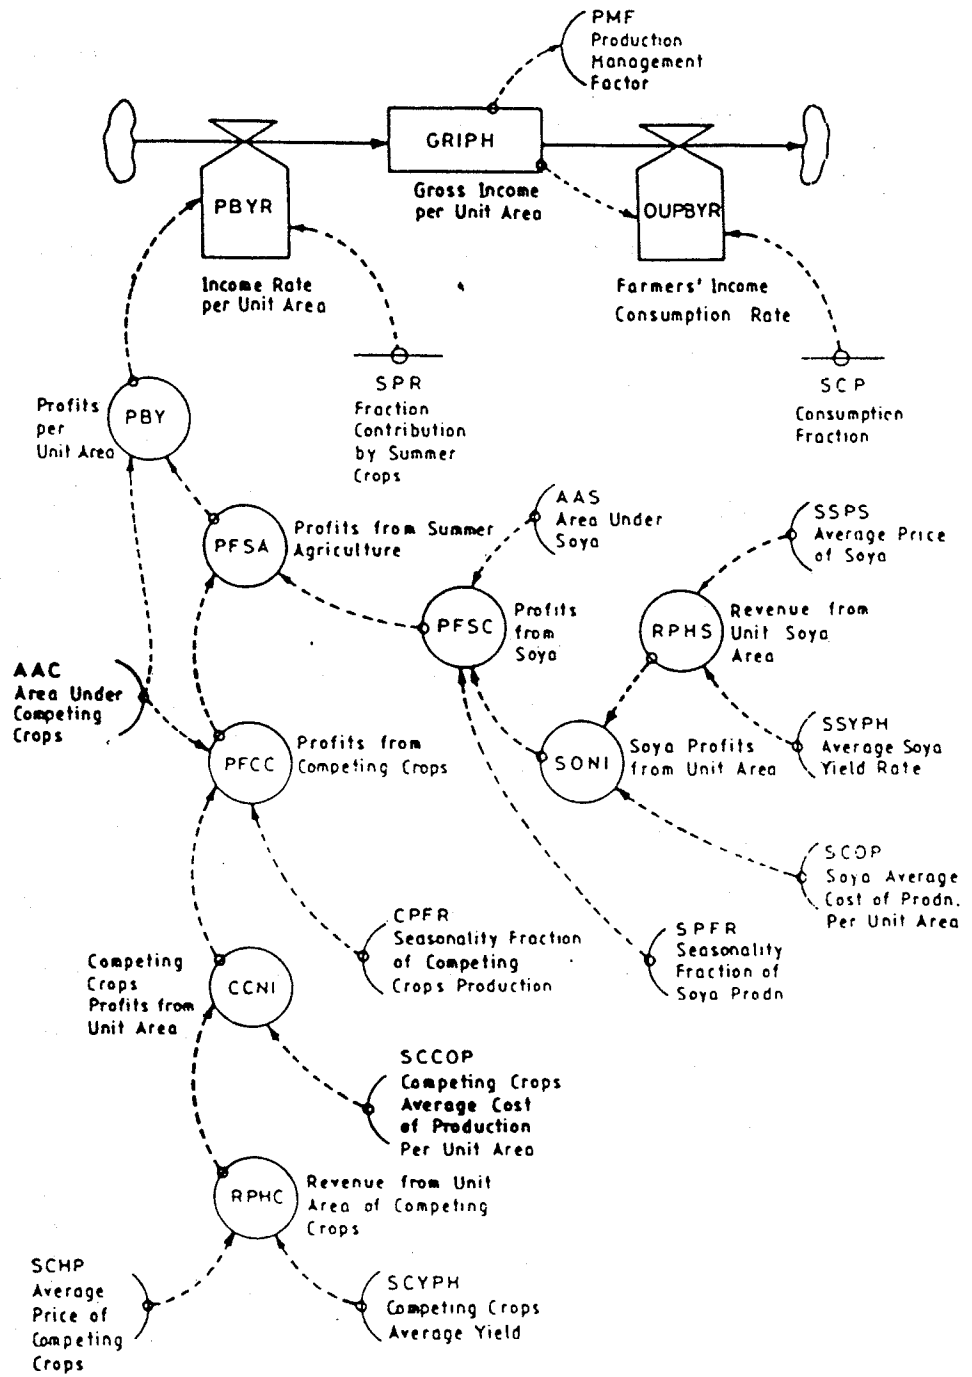 PMF
Production
Management
Factor
GRIPH
Gross Income
per Unit Area
PBYR
OUPBYR
Income Rate
per Unit Area
Farmers' Income
Consumption Rate
SPR
Fraction
Contribution
by Summer
Crops
SCP
Consumption
Fraction
Profits
per
Unit Area
PBY
PFSA
Profits from Summer
Agriculture
AAS
Area Under
Soya
SSPS
Average Price
of Soya
PFSC
Profits
from
Soya
RPHS
Revenue from
Unit Soya
Area
AAC
Area Under
Competing
Crops
PFCC
Profits from
Competing Crops
SONI
Soya Profits
from Unit Area
SSYPH
Average Soya
Yield Rate
SCOP
Soya Average
Cost of Prodn.
Per Unit Area
CPFR
Seasonality Fraction
of Competing
Crops Production
SPFR
Seasonality
Fraction of
Soya Prodn
Competing
Crops
Profits from
Unit Area
CCNI
SCCOP
Competing Crops
Average Cost
of Production
Per Unit Area
RPHC
Revenue from Unit
Area of Competing
Crops
SCHP
Average
Price of
Competing
Crops
SCYPH
Competing Crops
Average Yield